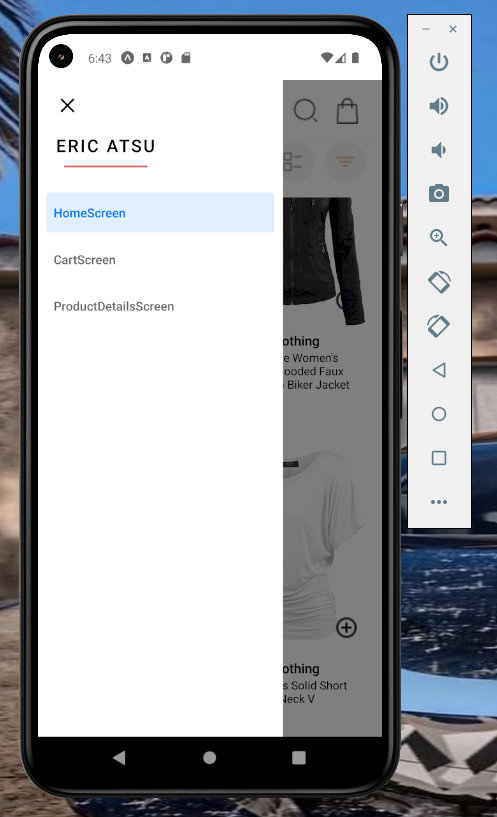 6:43
ERIC ATSU
HomeScreen
CartScreen
ProductDetailsScreen
othing
e Women's
ooded Faux
Biker Jacket
othing
s Solid Short
Neck V